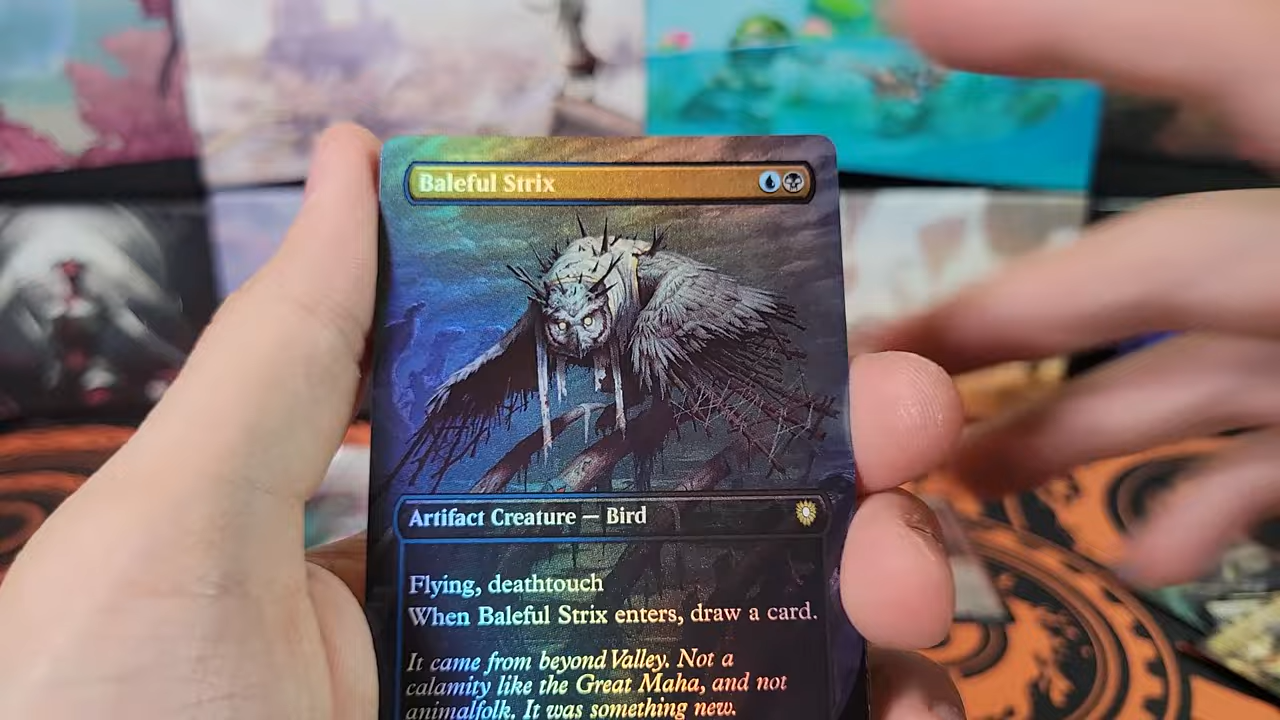 Baleful Strix
Artifact Creature — Bird
Flying, deathtouch
When Baleful Strix enters, draw a card.
It came from beyond Valley. Not a
calamity like the Great Maha, and not
animalfolk. It was something new.